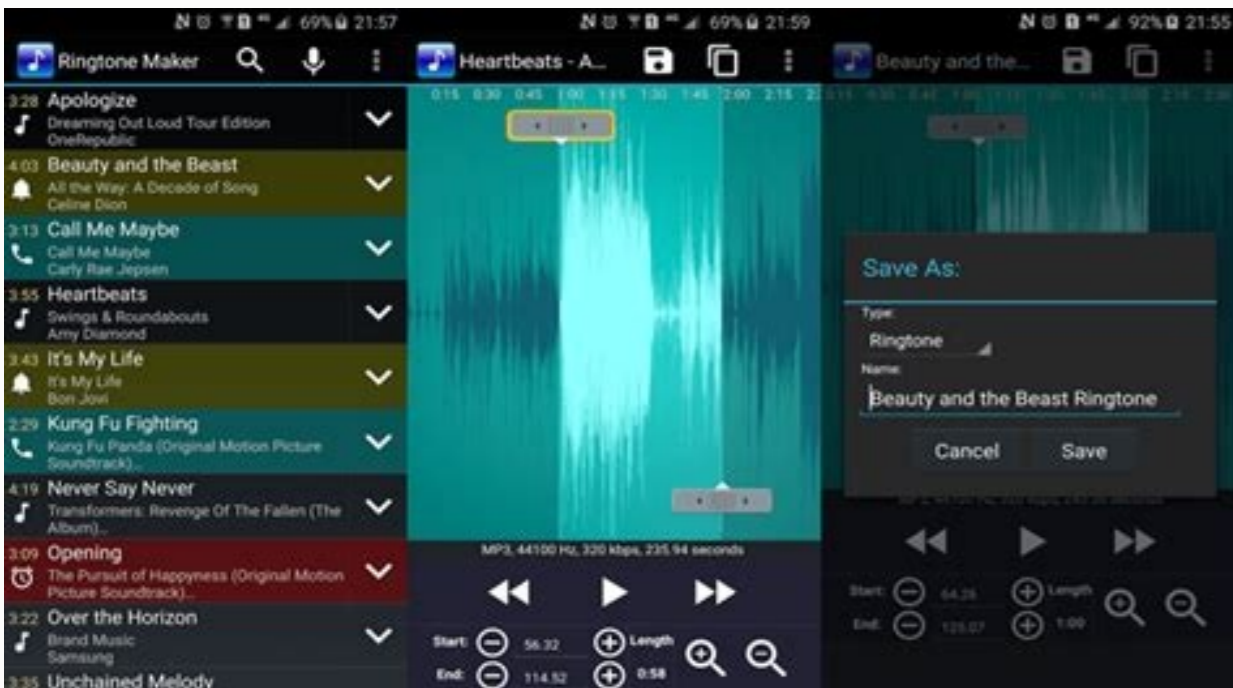 69% 21:57
Ringtone Maker
3:28 Apologize
Dreaming Out Loud Tour Edition
OneRepublic
4:03 Beauty and the Beast
All the Way: A Decade of Song
Celine Dion
3:13 Call Me Maybe
Call Me Maybe
Carly Rae Jepsen
3:55 Heartbeats
Swings & Roundabouts
Amy Diamond
3:43 It's My Life
It's My Life
Bon Jovi
2:29 Kung Fu Fighting
Kung Fu Panda (Original Motion Picture
Soundtrack)...
4:19 Never Say Never
Transformers: Revenge Of The Fallen (The
Album)...
3:09 Opening
The Pursuit of Happyness (Original Motion
Picture Soundtrack)...
3:22 Over the Horizon
Brand Music
Samsung
3:35 Unchained Melody
69% 21:59
Heartbeats - A...
0:15 0:30 0:45 1:00 1:15 1:30 1:45 2:00 2:15
MP3, 44100 Hz, 320 kbps, 235.94 seconds
Start: 56.32 Length
End: 114.52 0:58
92% 21:55
Beauty and the...
Save As:
Type:
Ringtone
Name:
Beauty and the Beast Ringtone
Cancel Save
Start: 64.26 Length
End: 125.07 1:00